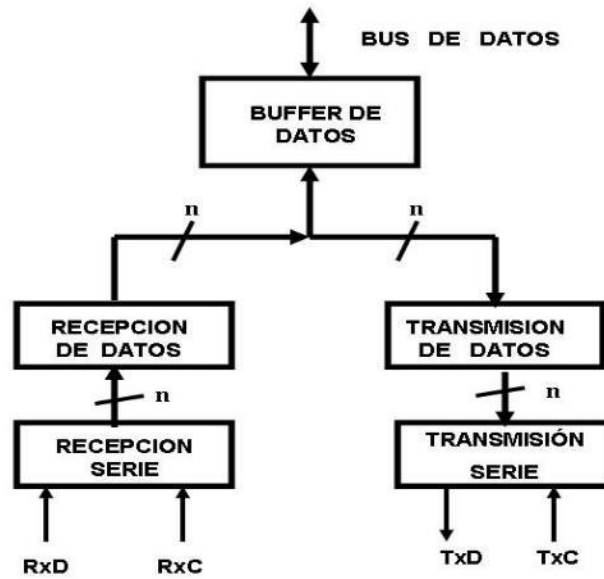 BUS DE DATOS
BUFFER DE
DATOS
n
n
RECEPCION
DE DATOS
TRANSMISION
DE DATOS
n
n
RECEPCION
SERIE
TRANSMISIÓN
SERIE
RxD
RxC
TxD
TxC